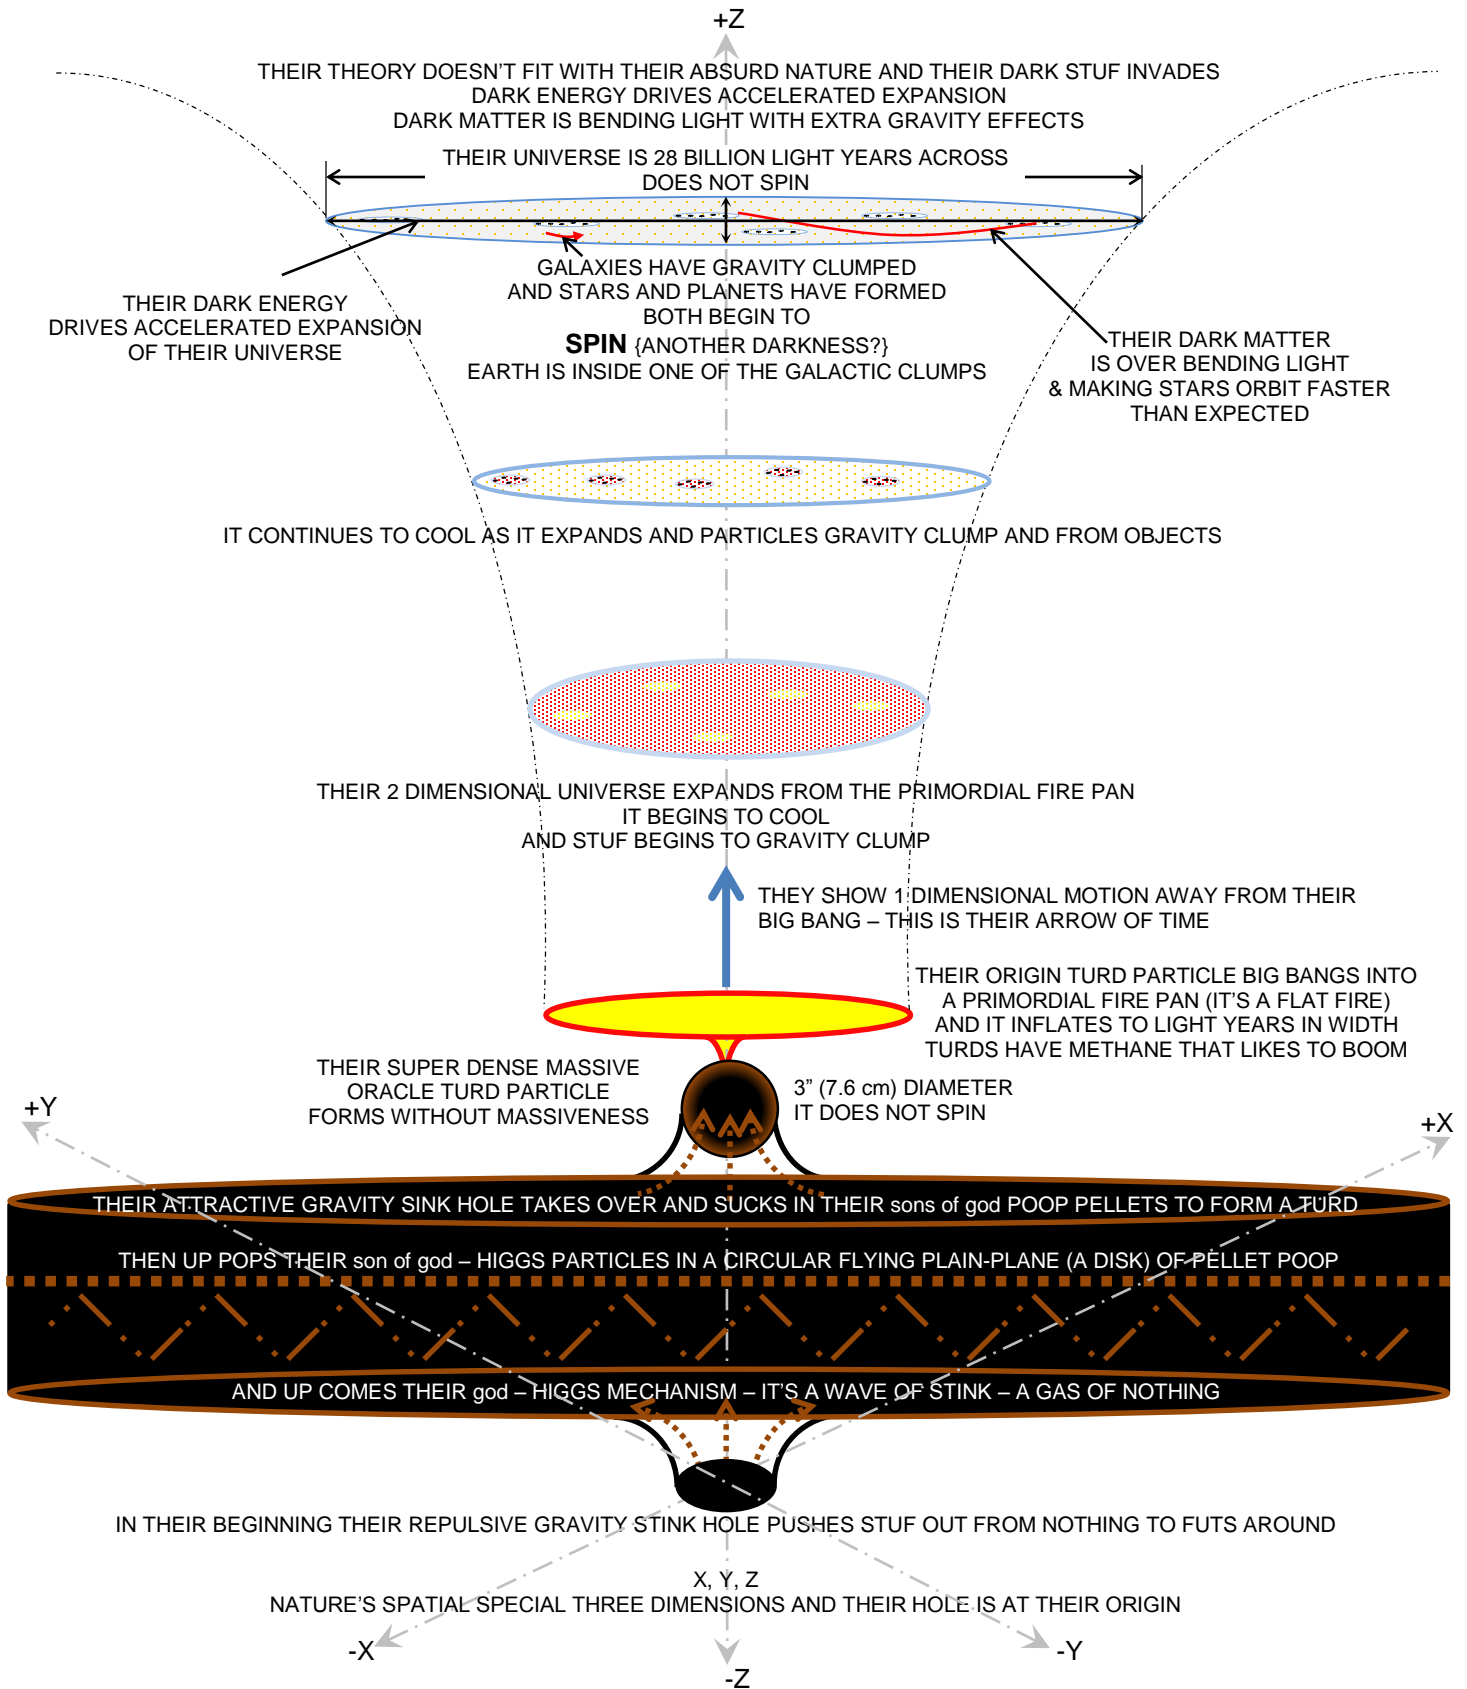 +Z
THEIR THEORY DOESN'T FIT WITH THEIR ABSURD NATURE AND THEIR DARK STUF INVADES
DARK ENERGY DRIVES ACCELERATED EXPANSION
DARK MATTER IS BENDING LIGHT WITH EXTRA GRAVITY EFFECTS
THEIR UNIVERSE IS 28 BILLION LIGHT YEARS ACROSS
DOES NOT SPIN
GALAXIES HAVE GRAVITY CLUMPED
AND STARS AND PLANETS HAVE FORMED
BOTH BEGIN TO
SPIN {ANOTHER DARKNESS?}
EARTH IS INSIDE ONE OF THE GALACTIC CLUMPS
THEIR DARK ENERGY
DRIVES ACCELERATED EXPANSION
OF THEIR UNIVERSE
THEIR DARK MATTER
IS OVER BENDING LIGHT
& MAKING STARS ORBIT FASTER
THAN EXPECTED
IT CONTINUES TO COOL AS IT EXPANDS AND PARTICLES GRAVITY CLUMP AND FROM OBJECTS
THEIR 2 DIMENSIONAL UNIVERSE EXPANDS FROM THE PRIMORDIAL FIRE PAN
IT BEGINS TO COOL
AND STUF BEGINS TO GRAVITY CLUMP
THEY SHOW 1 DIMENSIONAL MOTION AWAY FROM THEIR
BIG BANG – THIS IS THEIR ARROW OF TIME
THEIR ORIGIN TURD PARTICLE BIG BANGS INTO
A PRIMORDIAL FIRE PAN (IT'S A FLAT FIRE)
AND IT INFLATES TO LIGHT YEARS IN WIDTH
TURDS HAVE METHANE THAT LIKES TO BOOM
THEIR SUPER DENSE MASSIVE
ORACLE TURD PARTICLE
FORMS WITHOUT MASSIVENESS
3” (7.6 cm) DIAMETER
IT DOES NOT SPIN
+Y
+X
THEIR ATTRACTIVE GRAVITY SINK HOLE TAKES OVER AND SUCKS IN THEIR sons of god POOP PELLETS TO FORM A TURD
THEN UP POPS THEIR son of god – HIGGS PARTICLES IN A CIRCULAR FLYING PLAIN-PLANE (A DISK) OF PELLET POOP
AND UP COMES THEIR god – HIGGS MECHANISM – IT'S A WAVE OF STINK – A GAS OF NOTHING
IN THEIR BEGINNING THEIR REPULSIVE GRAVITY STINK HOLE PUSHES STUF OUT FROM NOTHING TO FUTS AROUND
X, Y, Z
NATURE'S SPATIAL SPECIAL THREE DIMENSIONS AND THEIR HOLE IS AT THEIR ORIGIN
-X
-Y
-Z